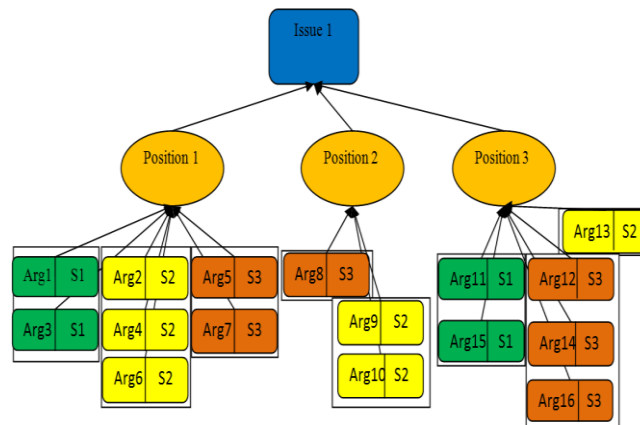 Issue 1
Position 1
Position 2
Position 3
Arg13 S2
Arg1 S1
Arg2 S2
Arg5 S3
Arg8 S3
Arg11 S1
Arg12 S3
Arg3 S1
Arg4 S2
Arg7 S3
Arg9 S2
Arg15 S1
Arg14 S3
Arg6 S2
Arg10 S2
Arg16 S3